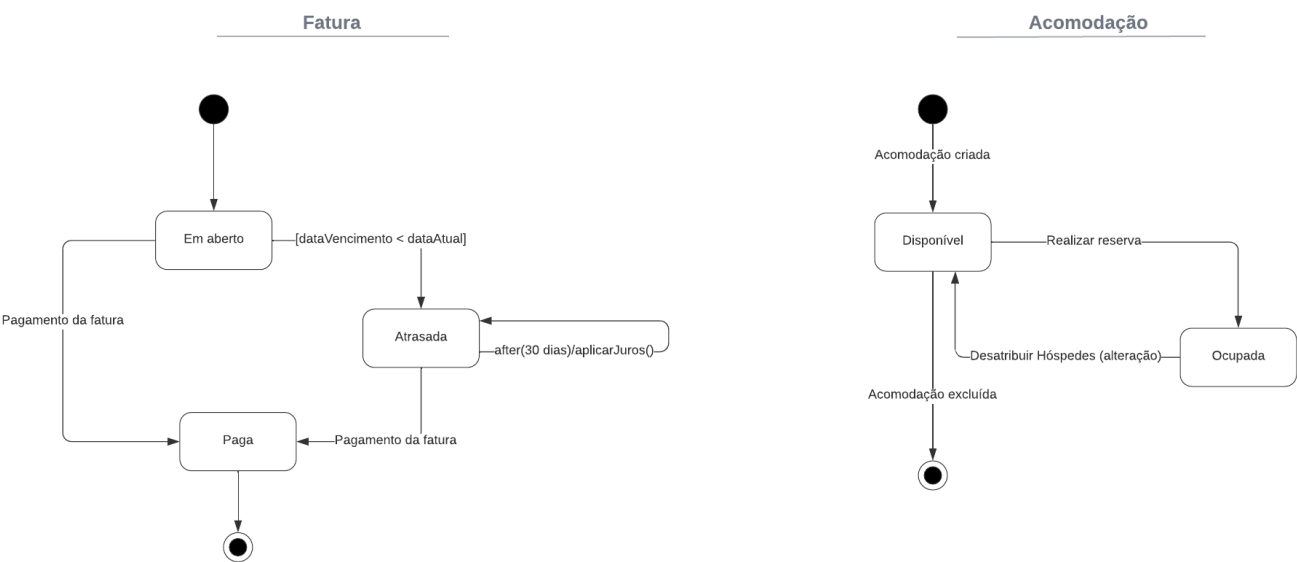 Fatura
Em aberto
[dataVencimento < dataAtual]
Pagamento da fatura
Atrasada
after(30 dias)/aplicarJuros()
Paga
Pagamento da fatura
Acomodação
Acomodação criada
Disponível
Realizar reserva
Desatribuir Hóspedes (alteração)
Ocupada
Acomodação excluída